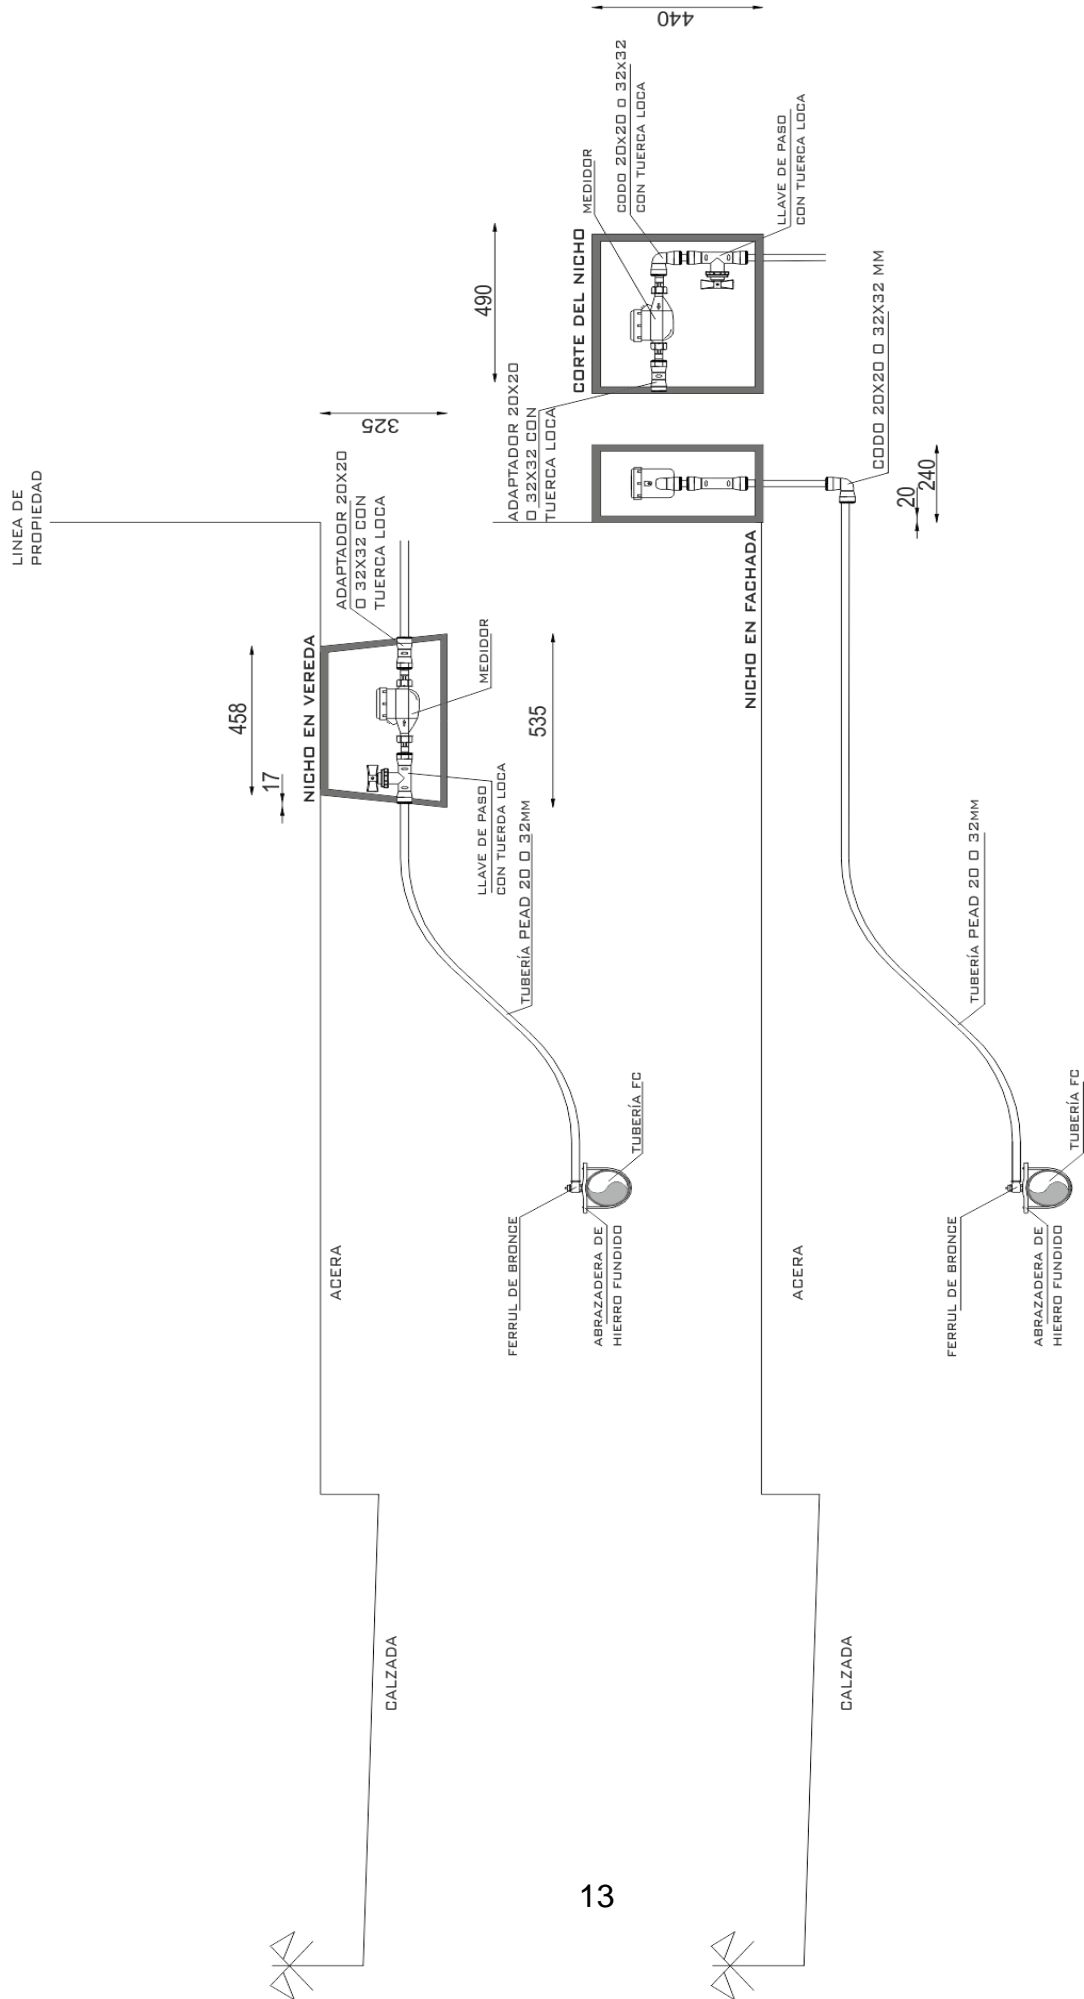 LINEA DE
PROPIEDAD
NICHO EN VEREDA
458
17
325
535
ADAPTADOR 20X20
O 32X32 CON
TUERCA LOCA
MEDIDOR
LLAVE DE PASO
CON TUERDA LOCA
TUBERÍA PEAD 20 O 32MM
TUBERÍA FC
FERRUL DE BRONCE
ABRAZADERA DE
HIERRO FUNDIDO
ACERA
CALZADA
CORTE DEL NICHO
490
440
ADAPTADOR 20X20
O 32X32 CON
TUERCA LOCA
MEDIDOR
CODO 20X20 O 32X32
CON TUERCA LOCA
LLAVE DE PASO
CON TUERCA LOCA
NICHO EN FACHADA
CODO 20X20 O 32X32 MM
20
240
TUBERÍA PEAD 20 O 32MM
TUBERÍA FC
FERRUL DE BRONCE
ABRAZADERA DE
HIERRO FUNDIDO
ACERA
CALZADA
13